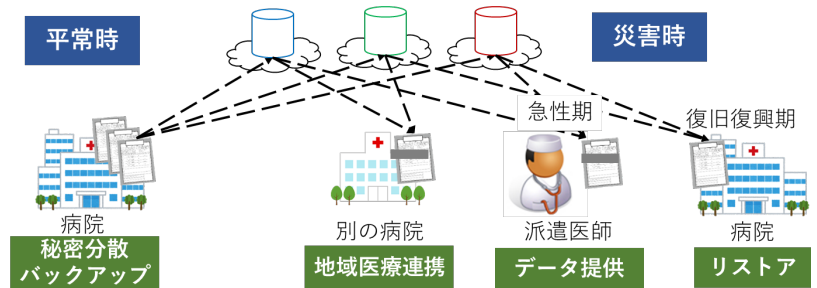 平常時
災害時
急性期
復旧復興期
病院
別の病院
派遣医師
病院
秘密分散
バックアップ
地域医療連携
データ提供
リストア